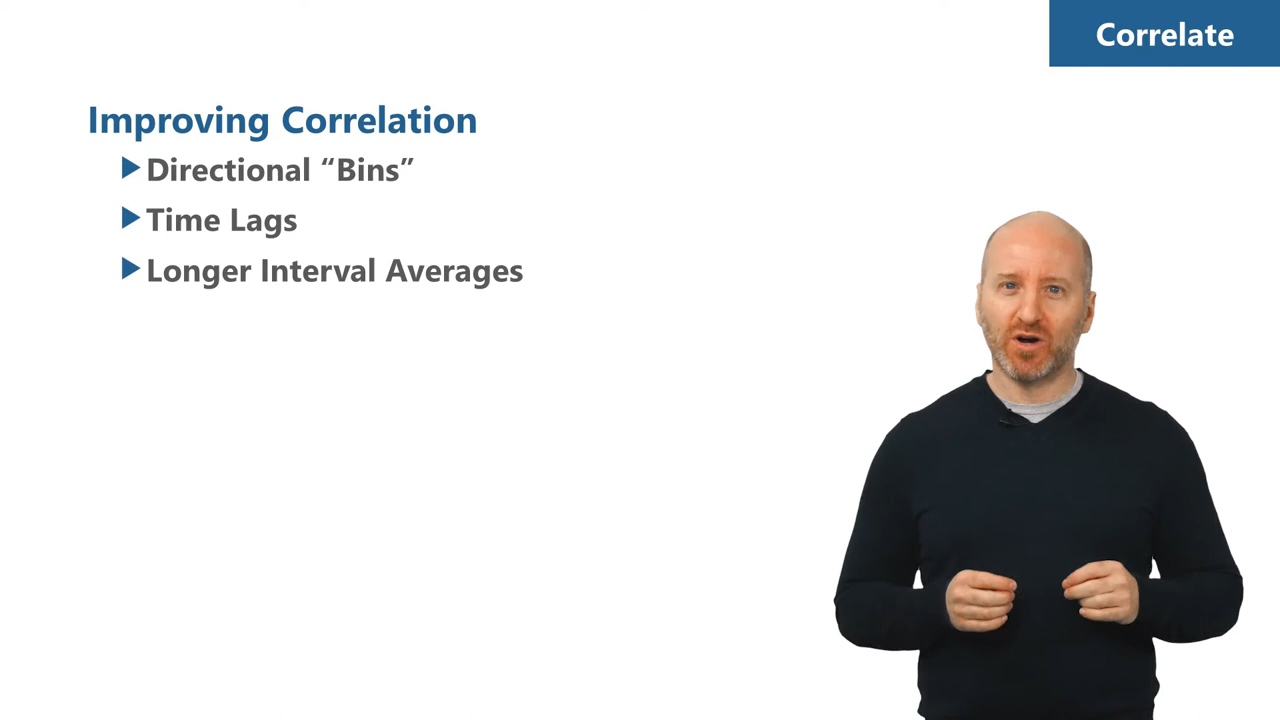 Correlate
Improving Correlation
Directional “Bins”
Time Lags
Longer Interval Averages